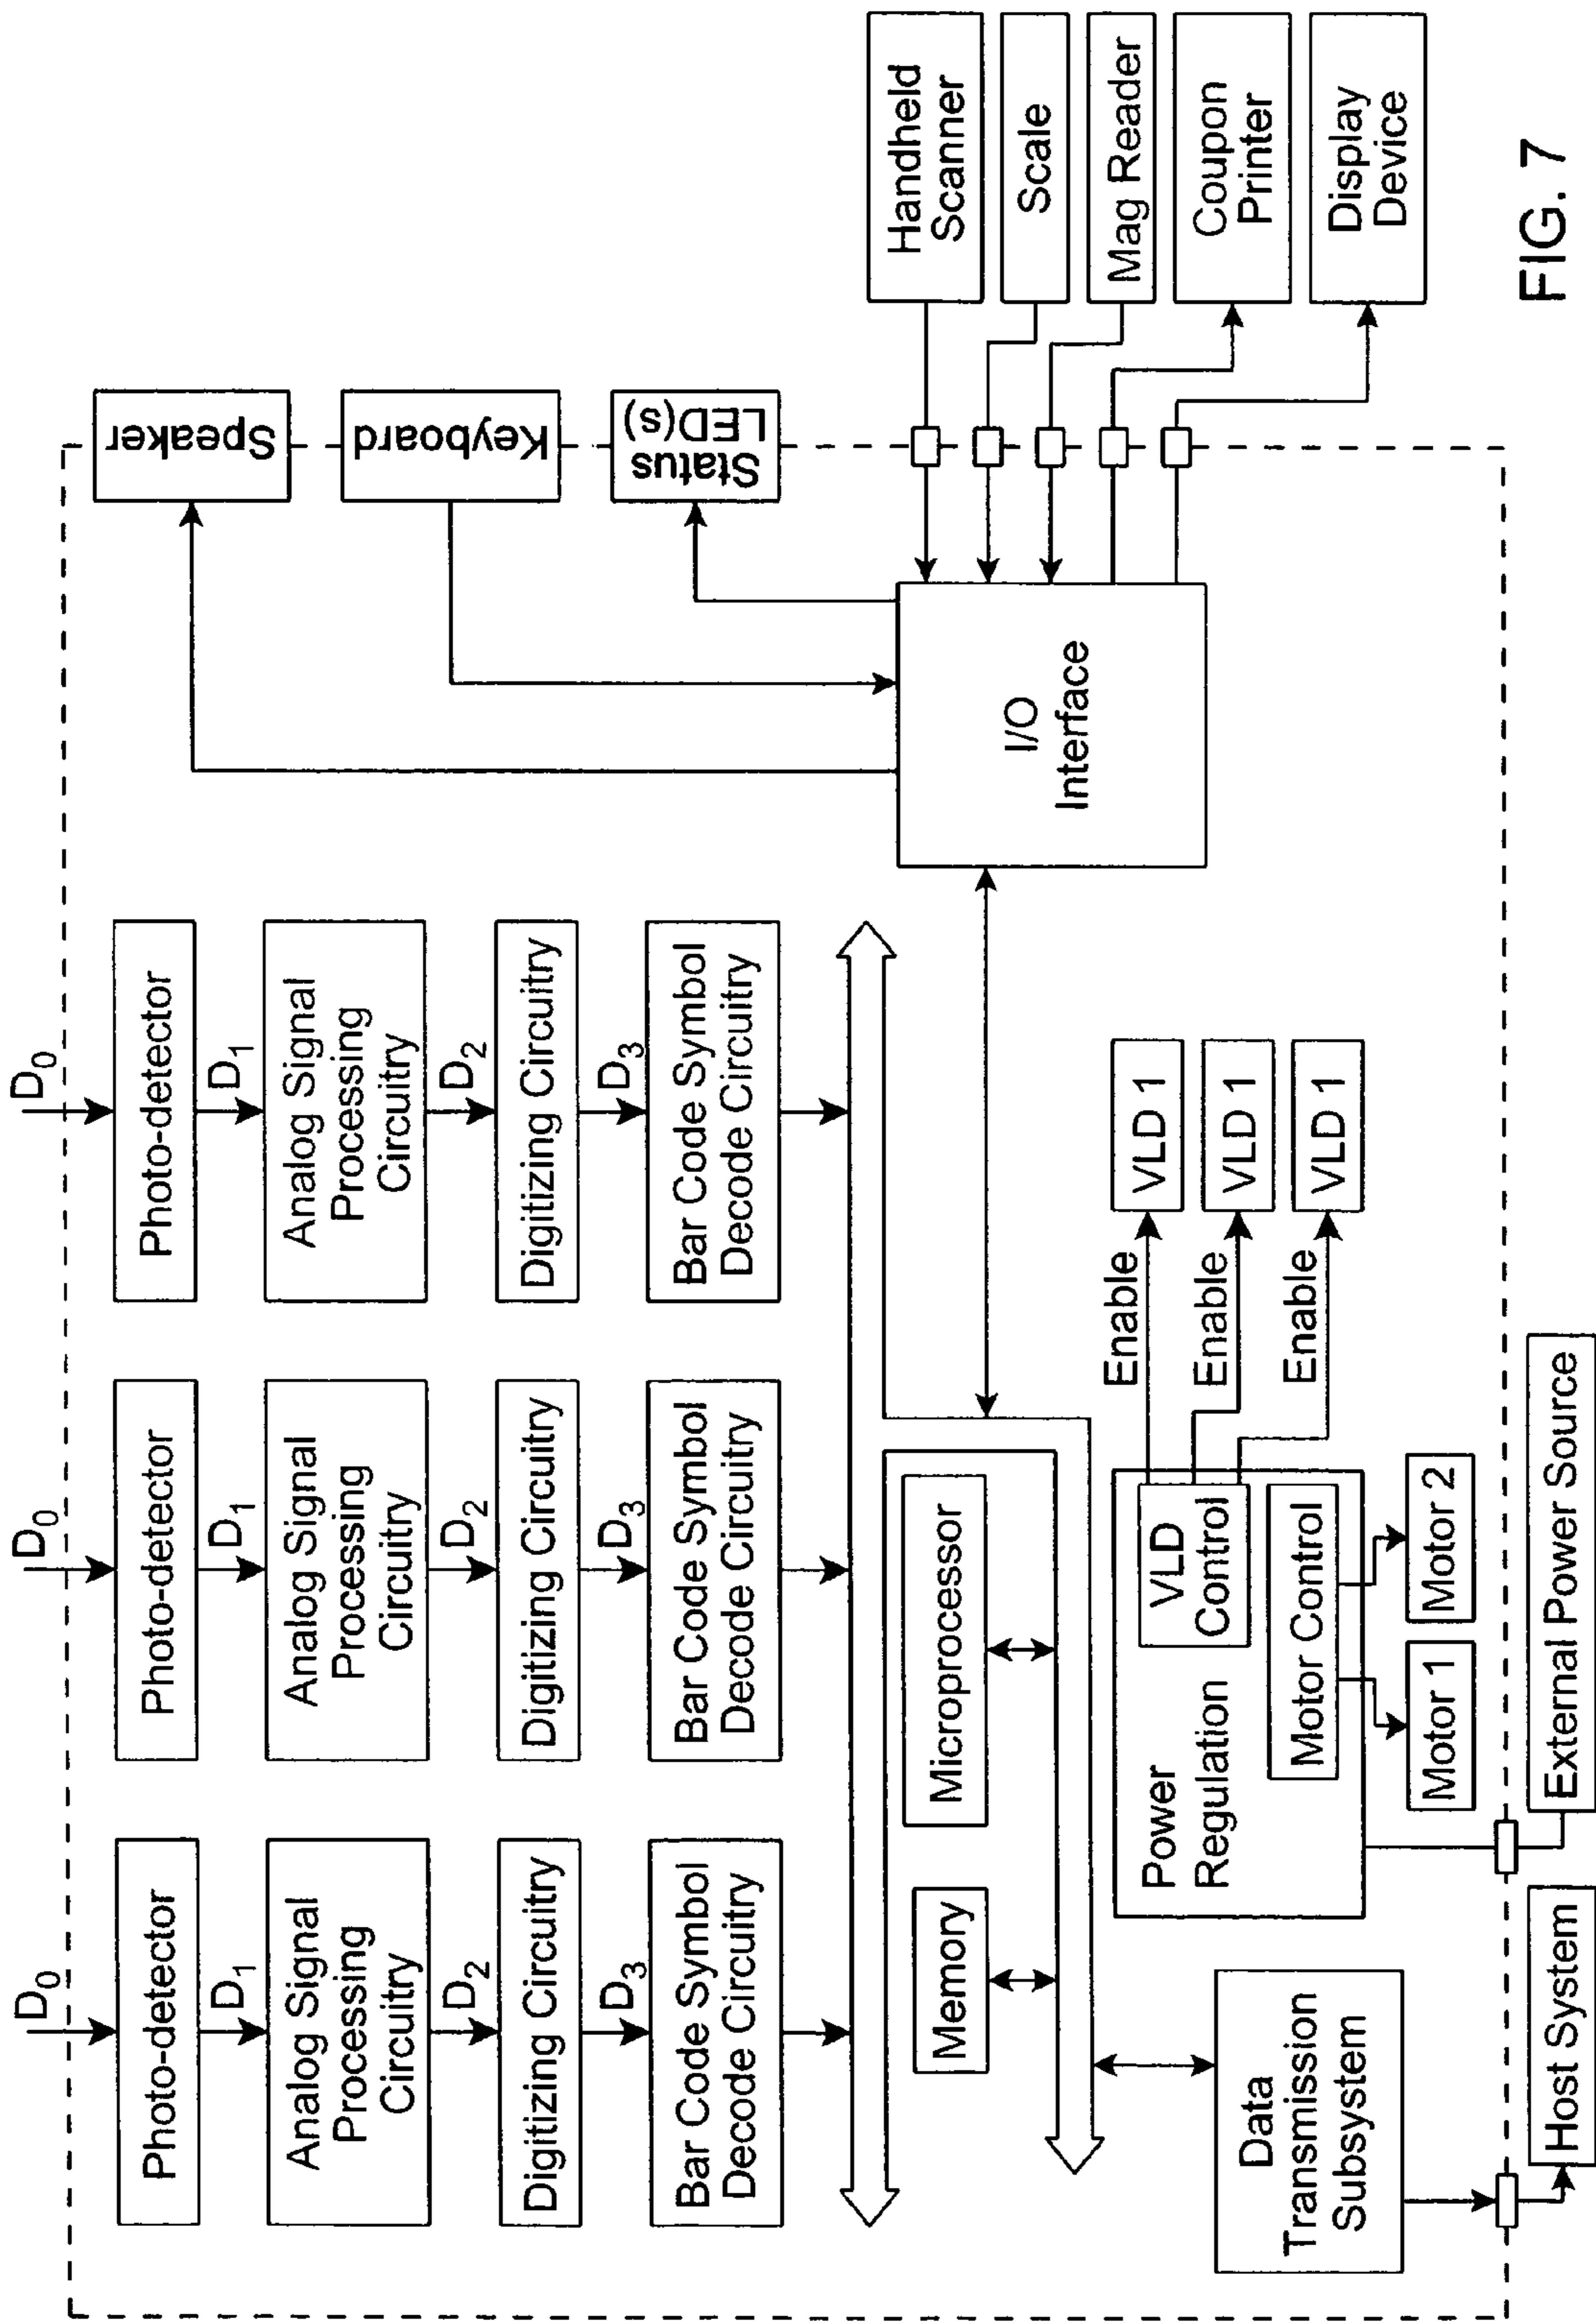 D0
D0
D0
Photo-detector
Photo-detector
Photo-detector
D1
D1
D1
Analog Signal
Processing
Circuitry
Analog Signal
Processing
Circuitry
Analog Signal
Processing
Circuitry
D2
D2
D2
Digitizing Circuitry
Digitizing Circuitry
Digitizing Circuitry
D3
D3
D3
Bar Code Symbol
Decode Circuitry
Bar Code Symbol
Decode Circuitry
Bar Code Symbol
Decode Circuitry
Speaker
Keyboard
Status
LED(s)
Memory
Microprocessor
I/O
Interface
Handheld
Scanner
Scale
Mag Reader
Coupon
Printer
Display
Device
Data
Transmission
Subsystem
Power
Regulation
VLD
Control
Motor Control
Enable
VLD 1
Enable
VLD 1
Enable
VLD 1
Motor 1
Motor 2
Host System
External Power Source
FIG. 7